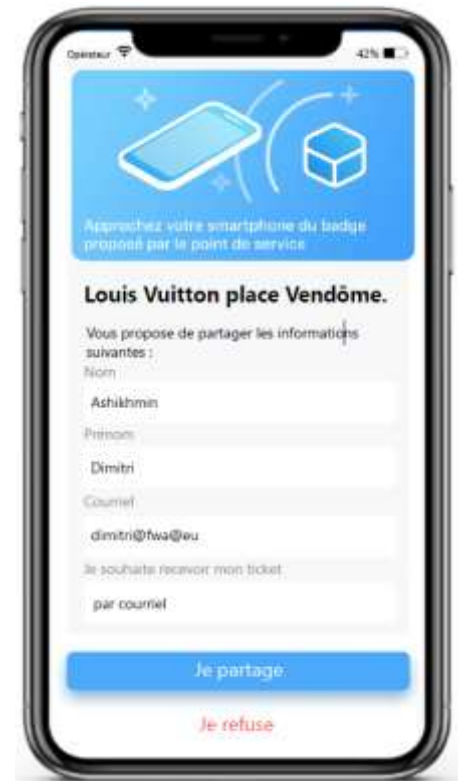 Opérateur
42%
Approchez votre smartphone du badge
proposé par le point de service
Louis Vuitton place Vendôme.
Vous propose de partager les informations
suivantes :
Nom
Ashikhmin
Prénom
Dimitri
Courriel
dimitri@fwa@eu
Je souhaite recevoir mon ticket
par courriel
Je partage
Je refuse